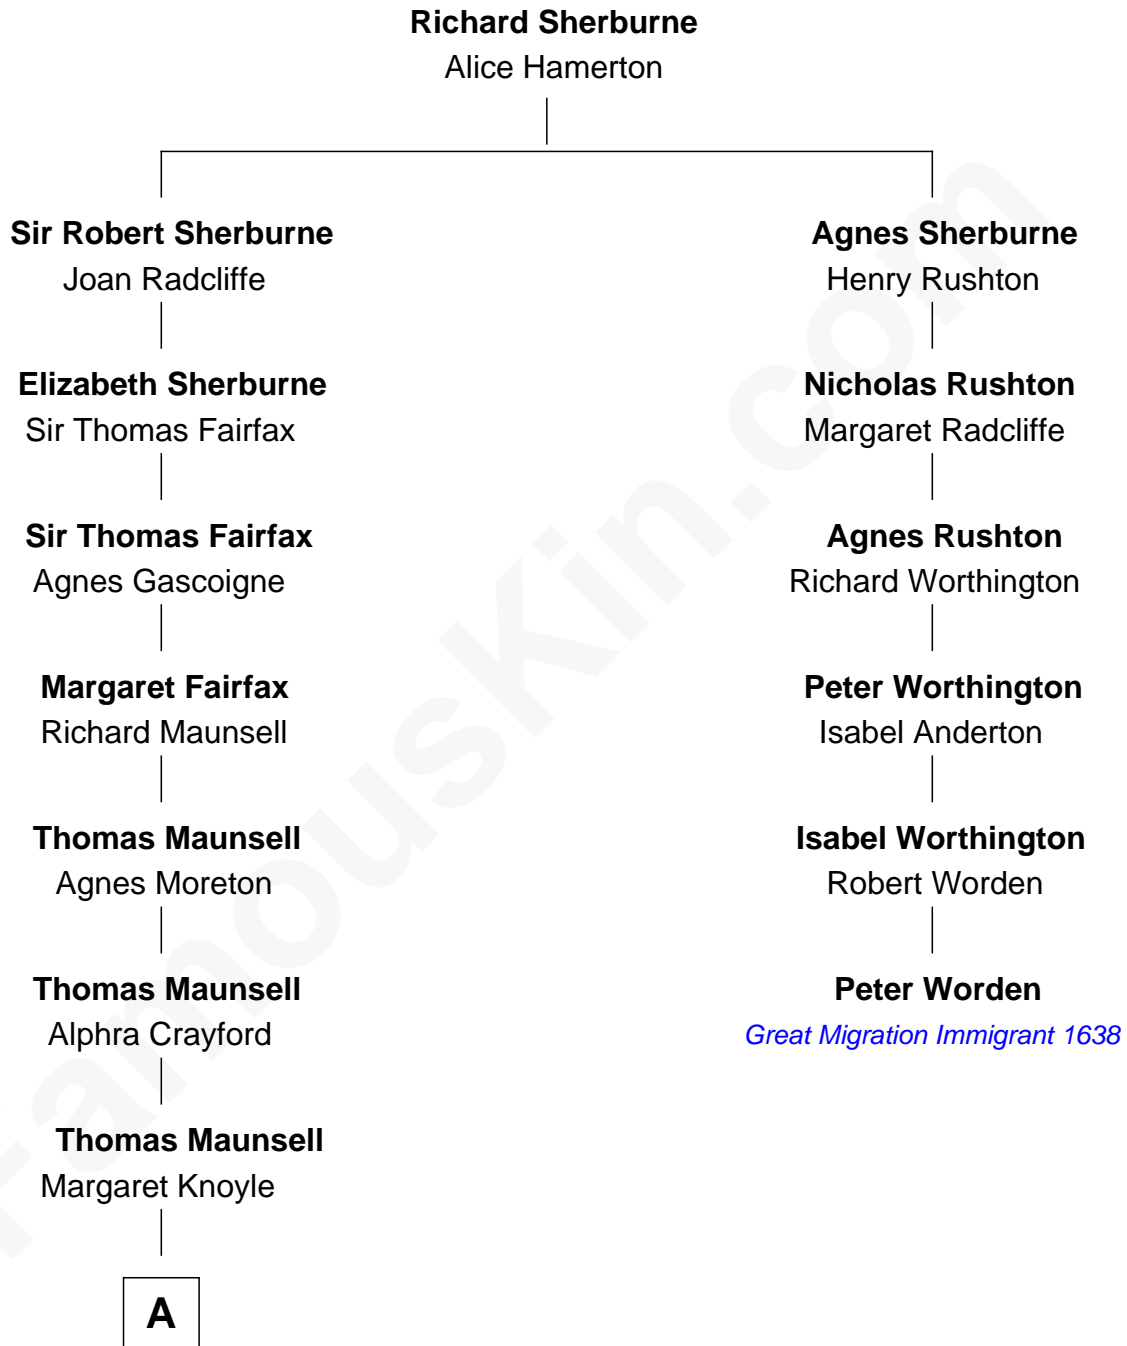 Richard Sherburne
Alice Hamerton
Sir Robert Sherburne
Joan Radcliffe
Agnes Sherburne
Henry Rushton
Elizabeth Sherburne
Sir Thomas Fairfax
Nicholas Rushton
Margaret Radcliffe
Sir Thomas Fairfax
Agnes Gascoigne
Agnes Rushton
Richard Worthington
Margaret Fairfax
Richard Maunsell
Peter Worthington
Isabel Anderton
Thomas Maunsell
Agnes Moreton
Isabel Worthington
Robert Worden
Thomas Maunsell
Alphra Crayford
Peter Worden
Great Migration Immigrant 1638
Thomas Maunsell
Margaret Knoyle
A
FamousKin.com